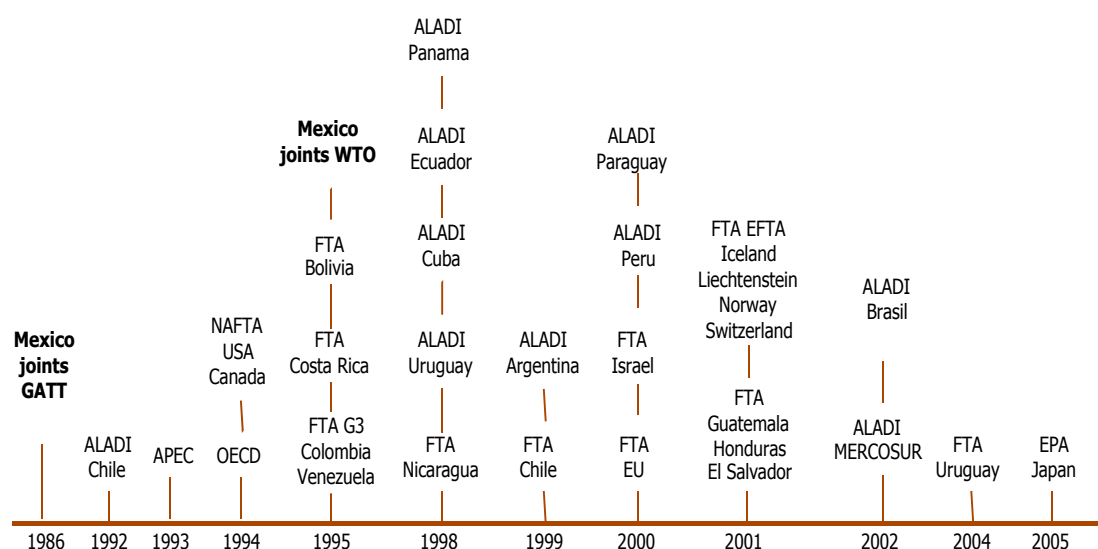 Mexico
joints
GATT
1986
ALADI
Chile
1992
APEC
1993
NAFTA
USA
Canada
OECD
1994
Mexico
joints WTO
FTA
Bolivia
FTA
Costa Rica
FTA G3
Colombia
Venezuela
1995
ALADI
Panama
ALADI
Ecuador
ALADI
Cuba
ALADI
Uruguay
FTA
Nicaragua
1998
ALADI
Argentina
FTA
Chile
1999
ALADI
Paraguay
ALADI
Peru
FTA
Israel
FTA
EU
2000
FTA EFTA
Iceland
Liechtenstein
Norway
Switzerland
FTA
Guatemala
Honduras
El Salvador
2001
ALADI
Brasil
ALADI
MERCOSUR
2002
FTA
Uruguay
2004
EPA
Japan
2005